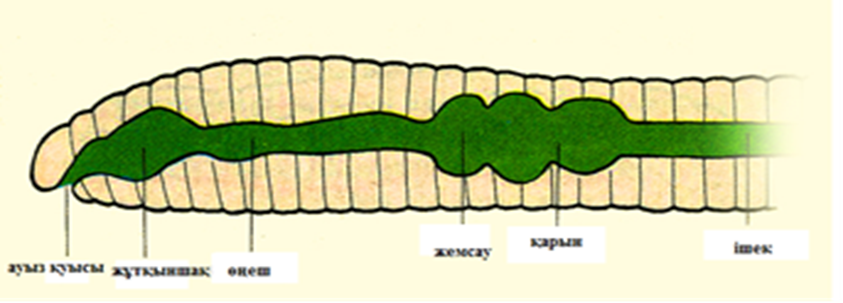 ауыз қуысы
жұтқыншақ
өңеш
жемсау
қарын
ішек